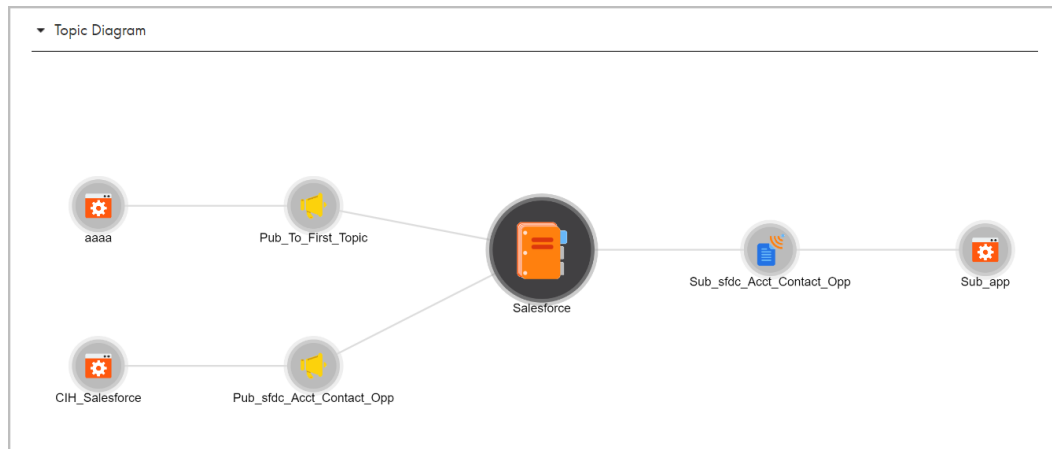 Topic Diagram
aaaa
Pub_To_First_Topic
Salesforce
Sub_sfdc_Acct_Contact_Opp
Sub_app
CIH_Salesforce
Pub_sfdc_Acct_Contact_Opp